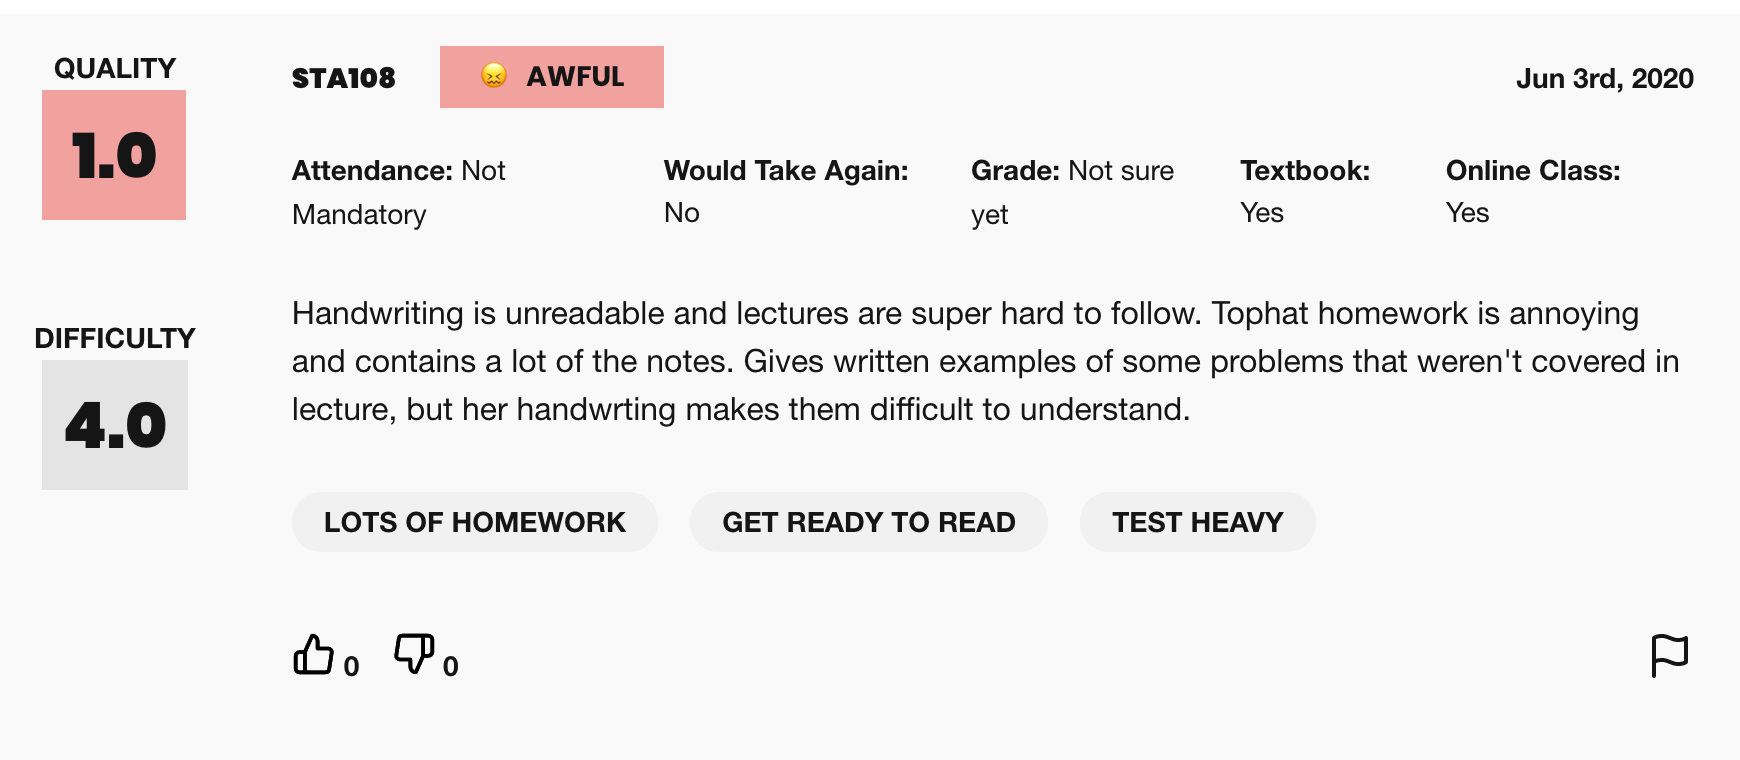 QUALITY
1.0
STA108
😖 AWFUL
Jun 3rd, 2020
Attendance: Not
Mandatory
Would Take Again:
No
Grade: Not sure
yet
Textbook:
Yes
Online Class:
Yes
DIFFICULTY
4.0
Handwriting is unreadable and lectures are super hard to follow. Tophat homework is annoying
and contains a lot of the notes. Gives written examples of some problems that weren't covered in
lecture, but her handwrting makes them difficult to understand.
LOTS OF HOMEWORK
GET READY TO READ
TEST HEAVY
0
0